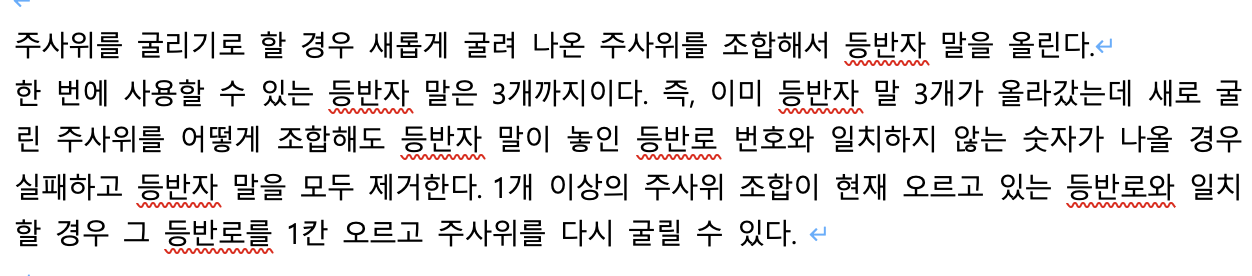 주사위를 굴리기로 할 경우 새롭게 굴려 나온 주사위를 조합해서 등반자 말을 올린다.↵
한 번에 사용할 수 있는 등반자 말은 3개까지이다. 즉, 이미 등반자 말 3개가 올라갔는데 새로 굴
린 주사위를 어떻게 조합해도 등반자 말이 놓인 등반로 번호와 일치하지 않는 숫자가 나올 경우
실패하고 등반자 말을 모두 제거한다. 1개 이상의 주사위 조합이 현재 오르고 있는 등반로와 일치
할 경우 그 등반로를 1칸 오르고 주사위를 다시 굴릴 수 있다. ↵